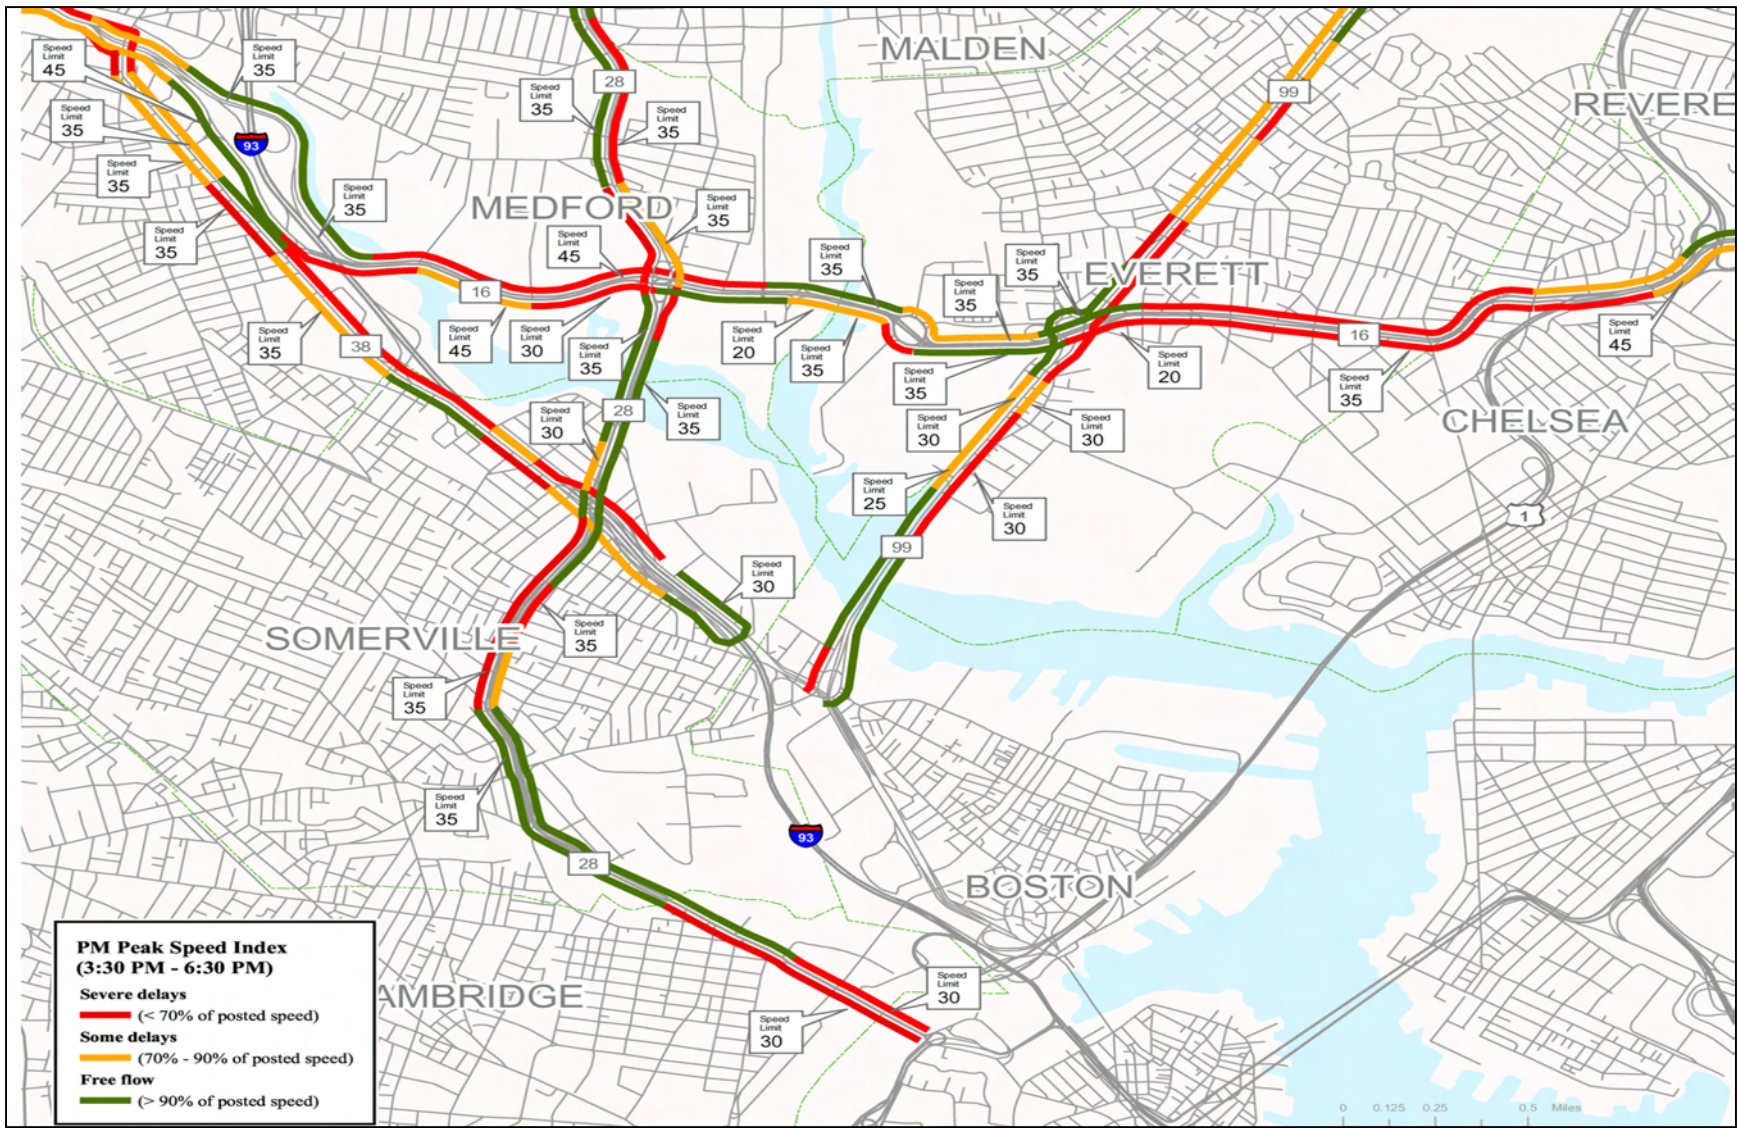 MALDEN
REVERE
MEDFORD
EVERETT
CHELSEA
SOMERVILLE
BOSTON
AMBRIDGE
Speed
Limit
45
Speed
Limit
35
Speed
Limit
35
Speed
Limit
35
Speed
Limit
35
Speed
Limit
35
Speed
Limit
35
Speed
Limit
35
Speed
Limit
35
Speed
Limit
45
Speed
Limit
35
Speed
Limit
35
Speed
Limit
35
Speed
Limit
35
Speed
Limit
45
Speed
Limit
30
Speed
Limit
35
Speed
Limit
20
Speed
Limit
35
Speed
Limit
35
Speed
Limit
20
Speed
Limit
35
Speed
Limit
45
Speed
Limit
30
Speed
Limit
35
Speed
Limit
30
Speed
Limit
30
Speed
Limit
25
Speed
Limit
30
Speed
Limit
30
Speed
Limit
35
Speed
Limit
35
Speed
Limit
35
Speed
Limit
30
Speed
Limit
30
93
28
99
16
38
16
28
99
1
93
28
PM Peak Speed Index
(3:30 PM - 6:30 PM)
Severe delays
(< 70% of posted speed)
Some delays
(70% - 90% of posted speed)
Free flow
(> 90% of posted speed)
0 0.125 0.25 0.5 Miles